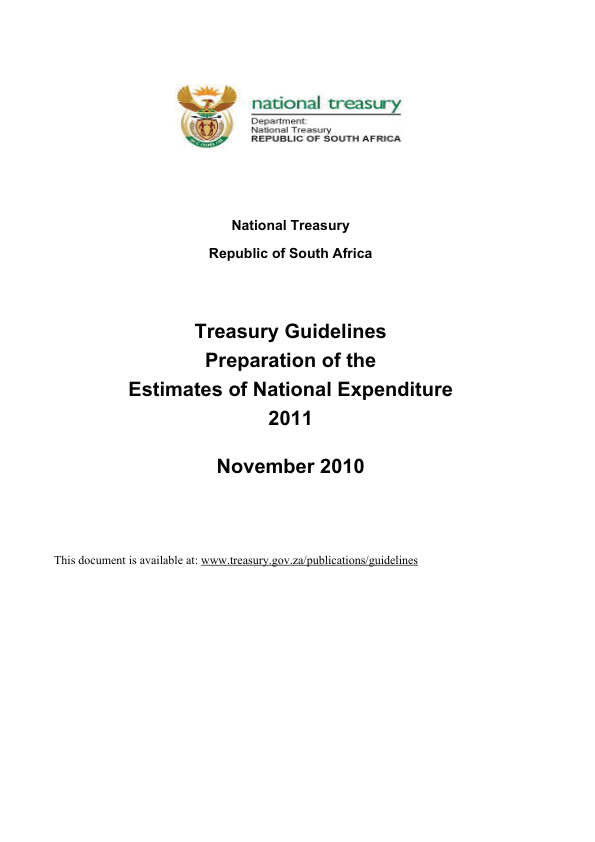 national treasury
Department:
National Treasury
REPUBLIC OF SOUTH AFRICA
National Treasury
Republic of South Africa
Treasury Guidelines
Preparation of the
Estimates of National Expenditure
2011
November 2010
This document is available at: www.treasury.gov.za/publications/guidelines